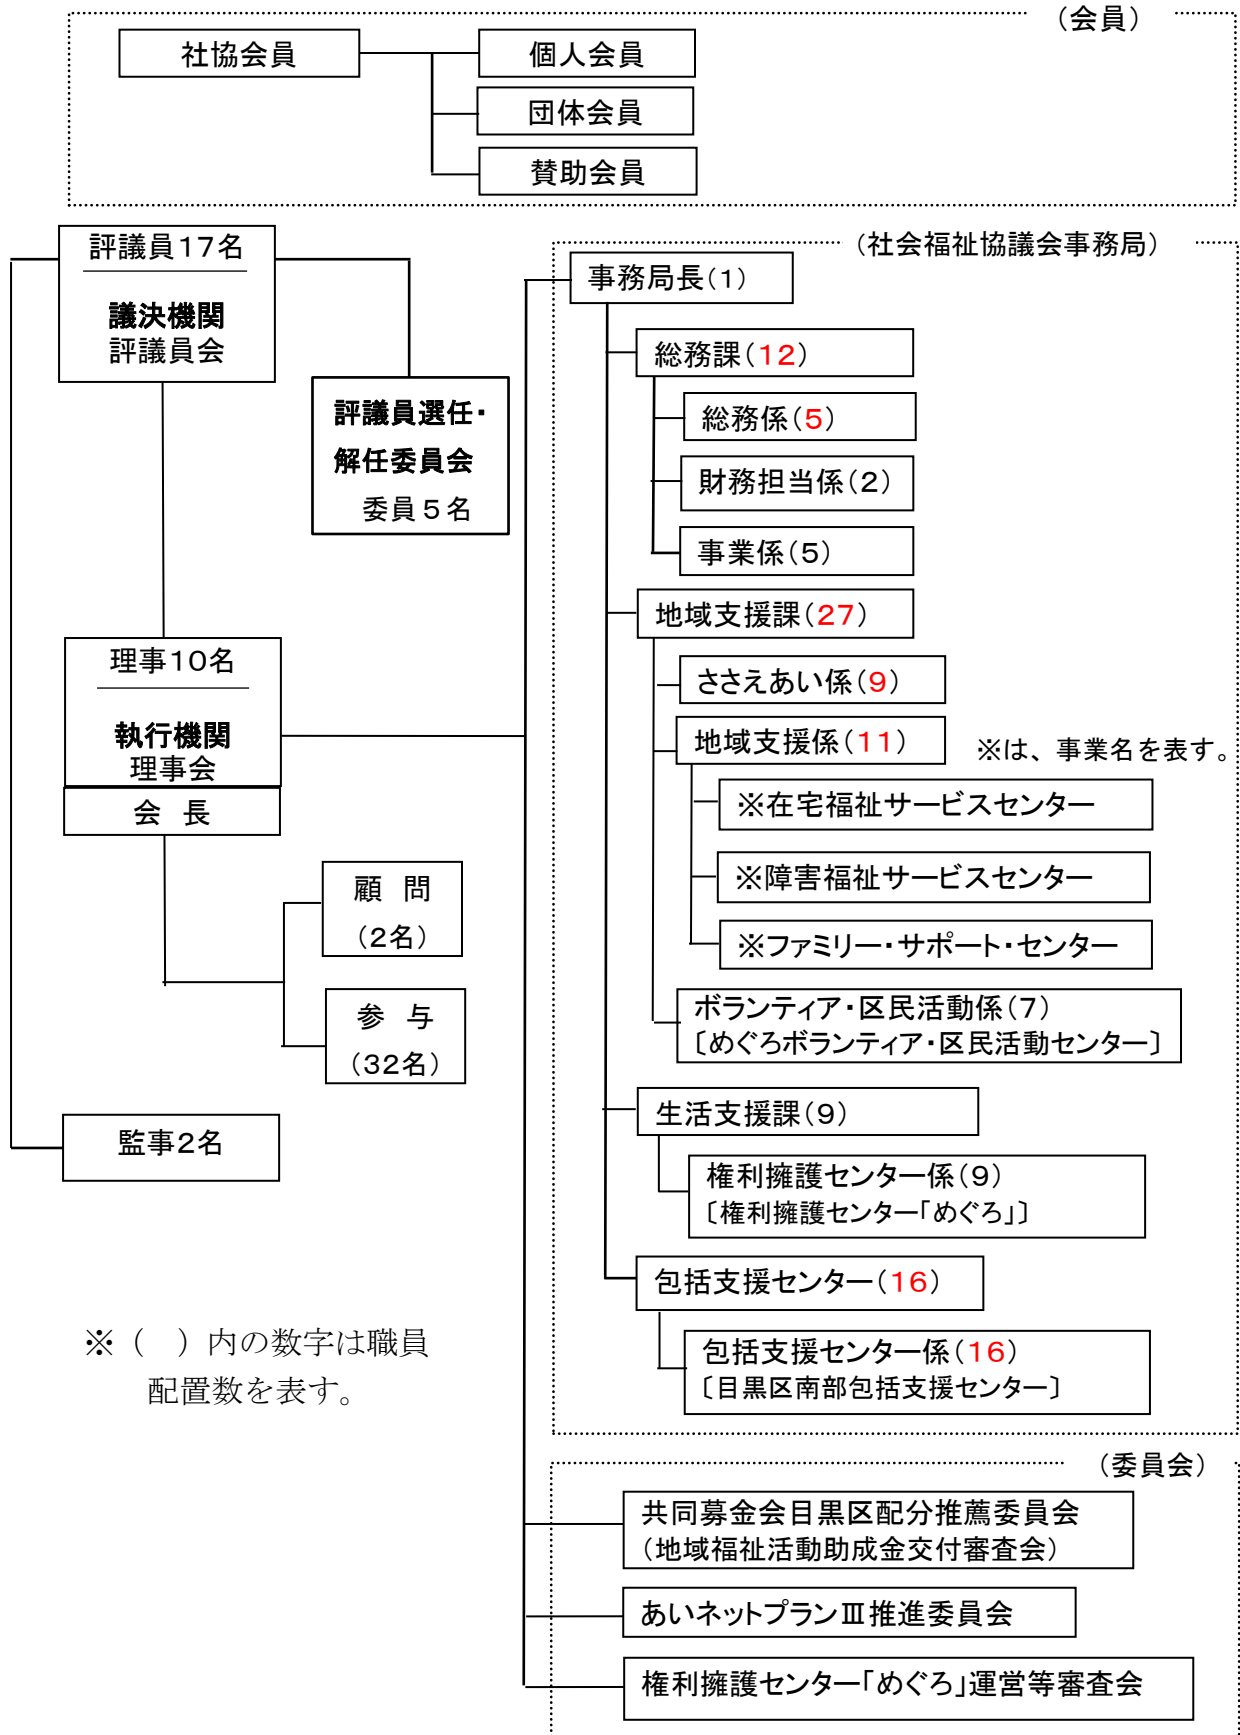 （会員）
社協会員
個人会員
団体会員
賛助会員
評議員17名
議決機関
評議員会
評議員選任・
解任委員会
委員５名
理事10名
執行機関
理事会
会　長
顧　問
（2名）
参　与
（32名）
監事2名
※（　）内の数字は職員
配置数を表す。
（社会福祉協議会事務局）
事務局長（1）
総務課（12）
総務係（5）
財務担当係（2）
事業係（5）
地域支援課（27）
ささえあい係（9）
地域支援係（11）
※は、事業名を表す。
※在宅福祉サービスセンター
※障害福祉サービスセンター
※ファミリー・サポート・センター
ボランティア・区民活動係（7）
〔めぐろボランティア・区民活動センター〕
生活支援課（9）
権利擁護センター係（9）
〔権利擁護センター「めぐろ」〕
包括支援センター（16）
包括支援センター係（16）
〔目黒区南部包括支援センター〕
（委員会）
共同募金会目黒区配分推薦委員会
（地域福祉活動助成金交付審査会）
あいネットプランⅢ推進委員会
権利擁護センター「めぐろ」運営等審査会